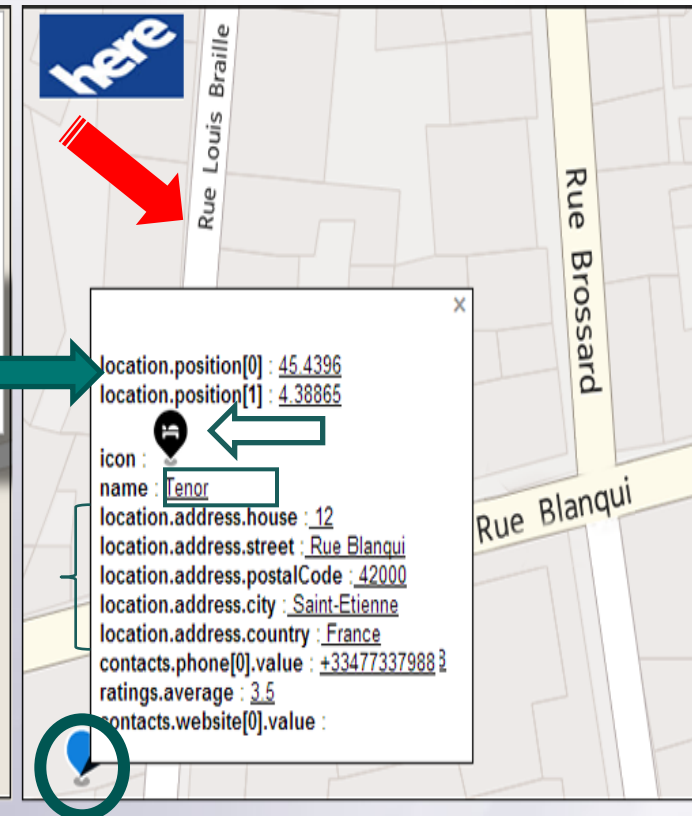 here
Rue Louis Braille
Rue Brossard
Rue Blanqui
×
location.position[0] : 45.4396
location.position[1] : 4.38865
icon :
name : Tenor
location.address.house : 12
location.address.street : Rue Blanqui
location.address.postalCode : 42000
location.address.city : Saint-Etienne
location.address.country : France
contacts.phone[0].value : +33477337988
ratings.average : 3.5
contacts.website[0].value :